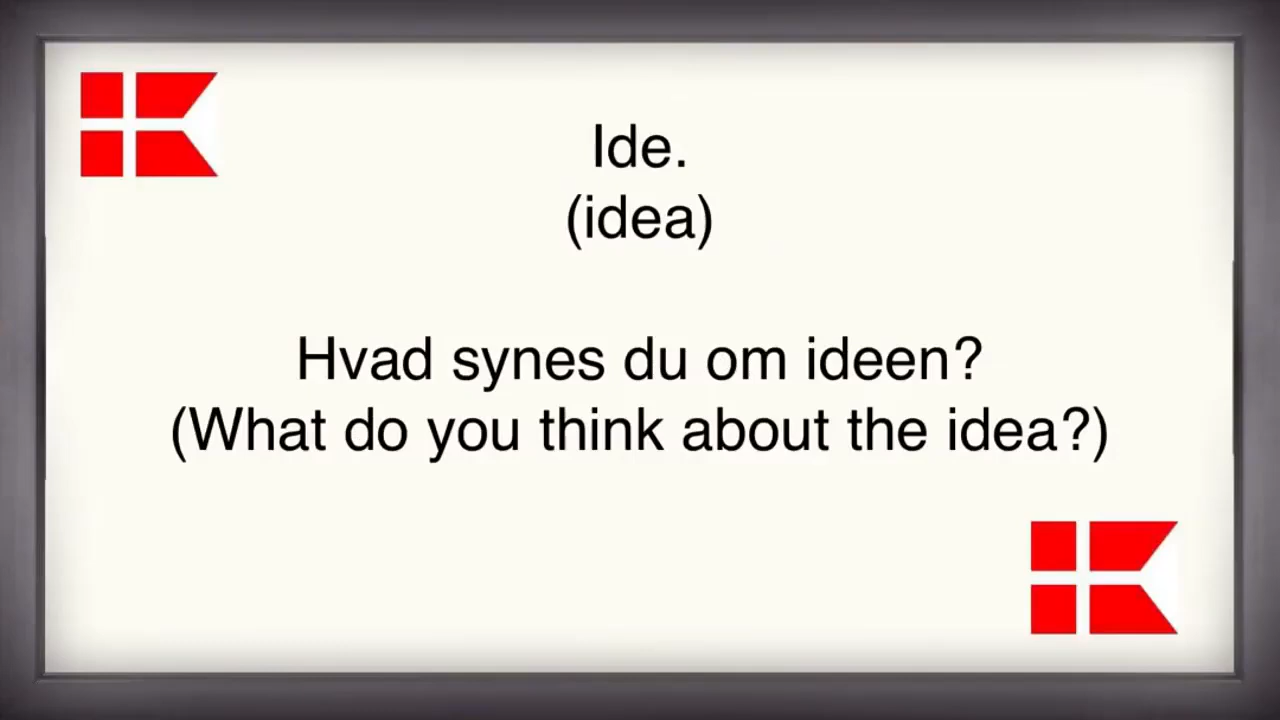 Ide.
(idea)
Hvad synes du om ideen?
(What do you think about the idea?)